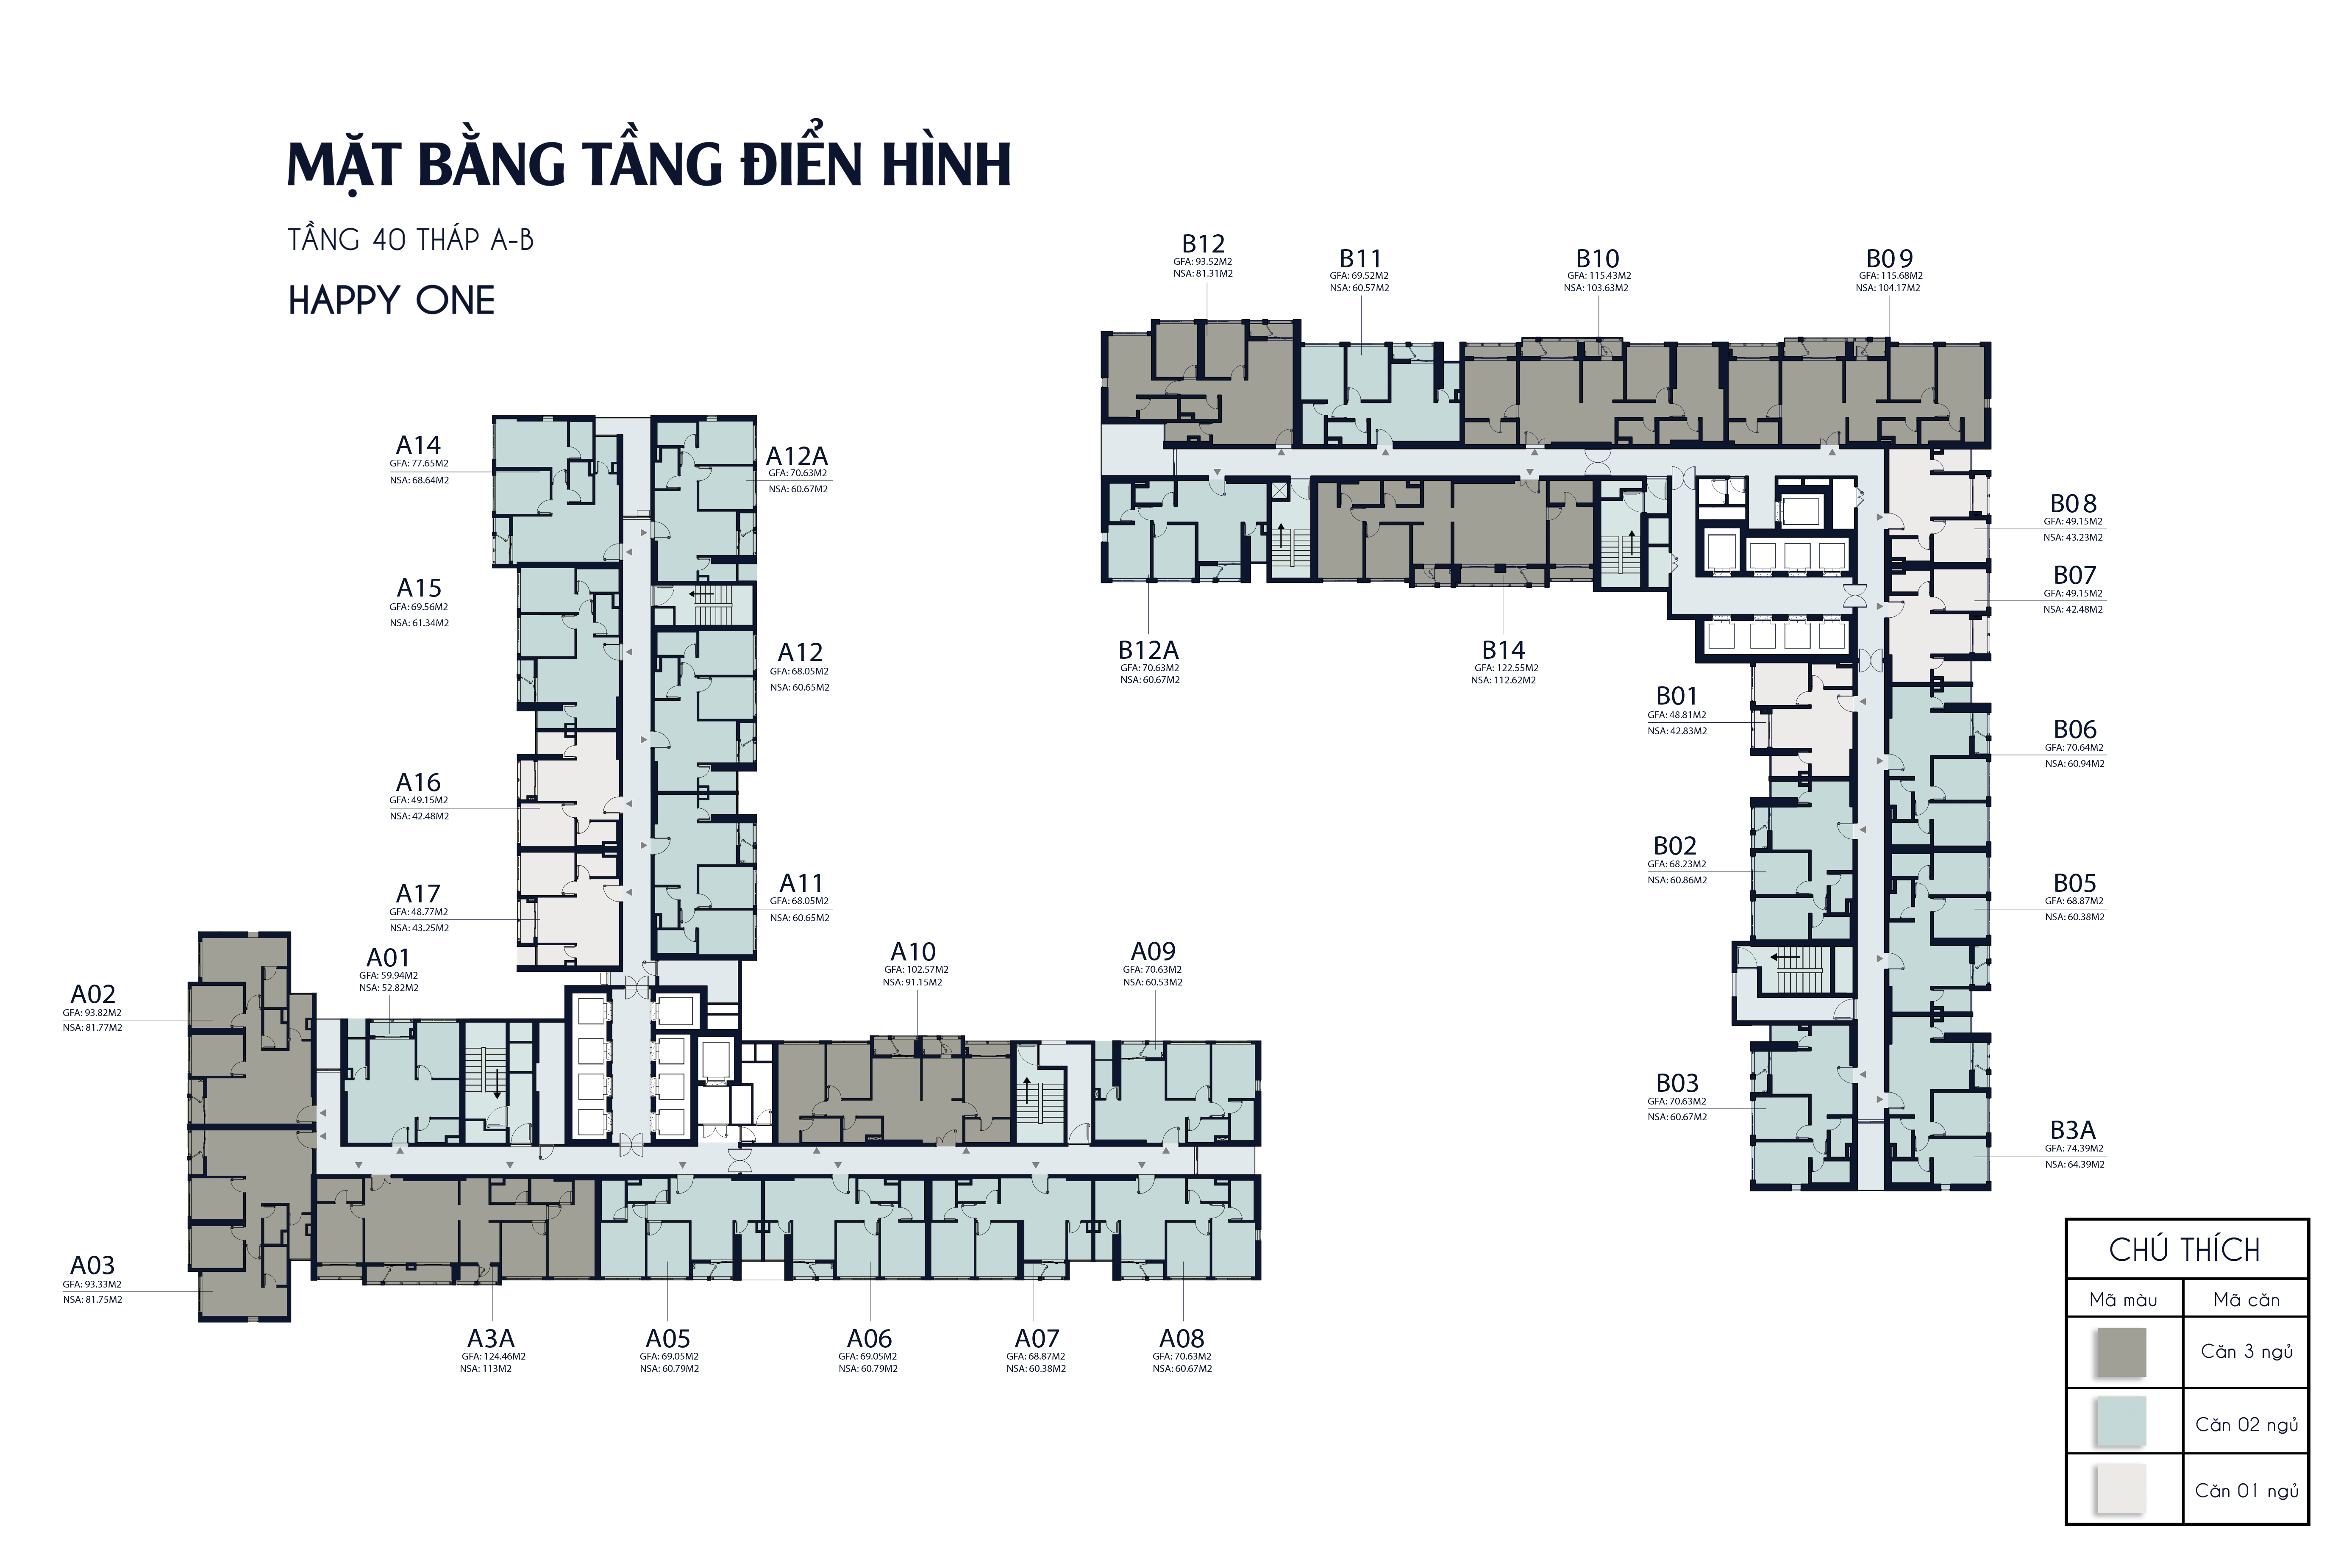 MẶT BẰNG TẦNG ĐIỂN HÌNH
TẦNG 40 THÁP A-B
HAPPY ONE
B12
GFA: 93.52M2
NSA: 81.31M2
B11
GFA: 69.52M2
NSA: 60.57M2
B10
GFA: 115.43M2
NSA: 103.63M2
B09
GFA: 115.68M2
NSA: 104.17M2
A14
GFA: 77.65M2
NSA: 68.64M2
A12A
GFA: 70.63M2
NSA: 60.67M2
B08
GFA: 49.15M2
NSA: 43.23M2
A15
GFA: 69.56M2
NSA: 61.34M2
B07
GFA: 49.15M2
NSA: 42.48M2
A12
GFA: 68.05M2
NSA: 60.65M2
B12A
GFA: 70.63M2
NSA: 60.67M2
B14
GFA: 122.55M2
NSA: 112.62M2
B01
GFA: 48.81M2
NSA: 42.83M2
B06
GFA: 70.64M2
NSA: 60.94M2
A16
GFA: 49.15M2
NSA: 42.48M2
B02
GFA: 68.23M2
NSA: 60.86M2
A17
GFA: 48.77M2
NSA: 43.25M2
A11
GFA: 68.05M2
NSA: 60.65M2
B05
GFA: 68.87M2
NSA: 60.38M2
A01
GFA: 59.94M2
NSA: 52.82M2
A10
GFA: 102.57M2
NSA: 91.15M2
A09
GFA: 70.63M2
NSA: 60.53M2
A02
GFA: 93.82M2
NSA: 81.77M2
B03
GFA: 70.63M2
NSA: 60.67M2
B3A
GFA: 74.39M2
NSA: 64.39M2
A03
GFA: 93.33M2
NSA: 81.75M2
A3A
GFA: 124.46M2
NSA: 113M2
A05
GFA: 69.05M2
NSA: 60.79M2
A06
GFA: 69.05M2
NSA: 60.79M2
A07
GFA: 68.87M2
NSA: 60.38M2
A08
GFA: 70.63M2
NSA: 60.67M2
CHÚ THÍCH
Mã màu Mã căn
Căn 3 ngủ
Căn 02 ngủ
Căn 01 ngủ